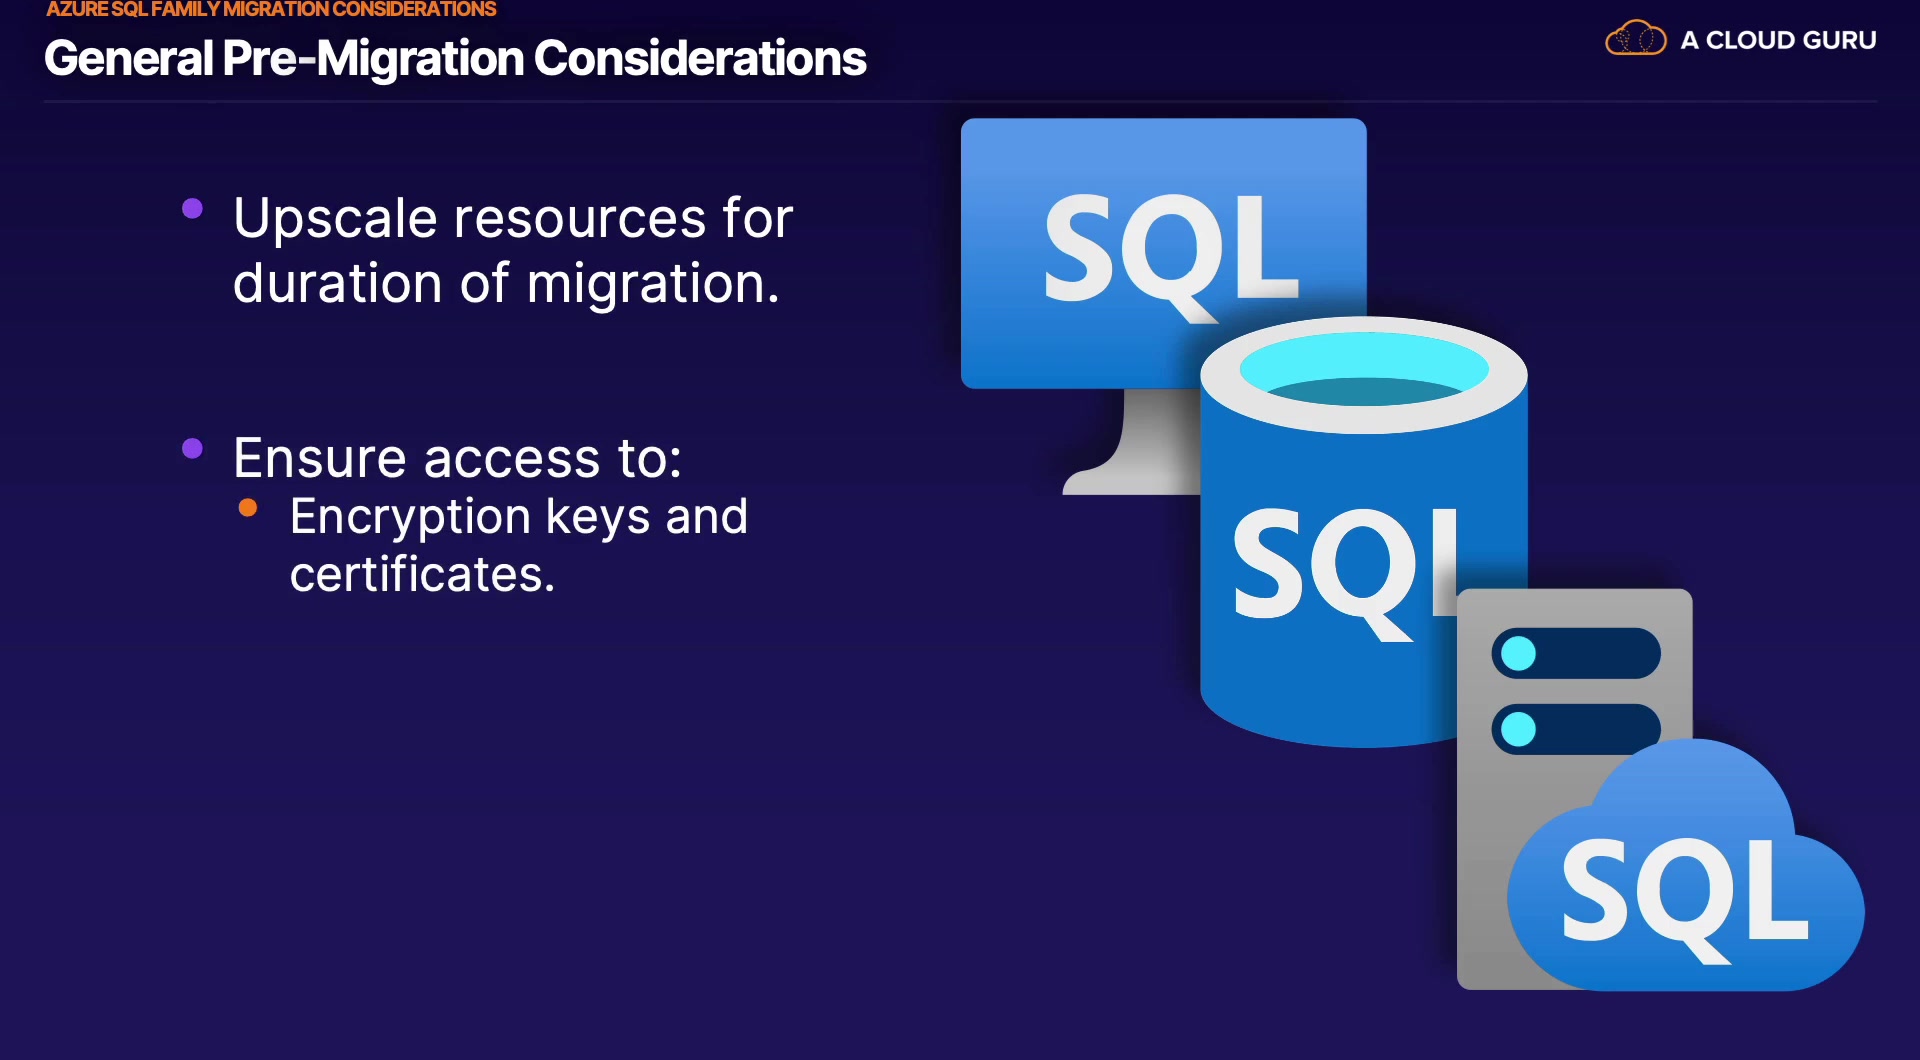 AZURE SQL FAMILY MIGRATION CONSIDERATIONS
General Pre-Migration Considerations
A CLOUD GURU
Upscale resources for
duration of migration.
Ensure access to:
Encryption keys and
certificates.
SQL
SQL
SQL